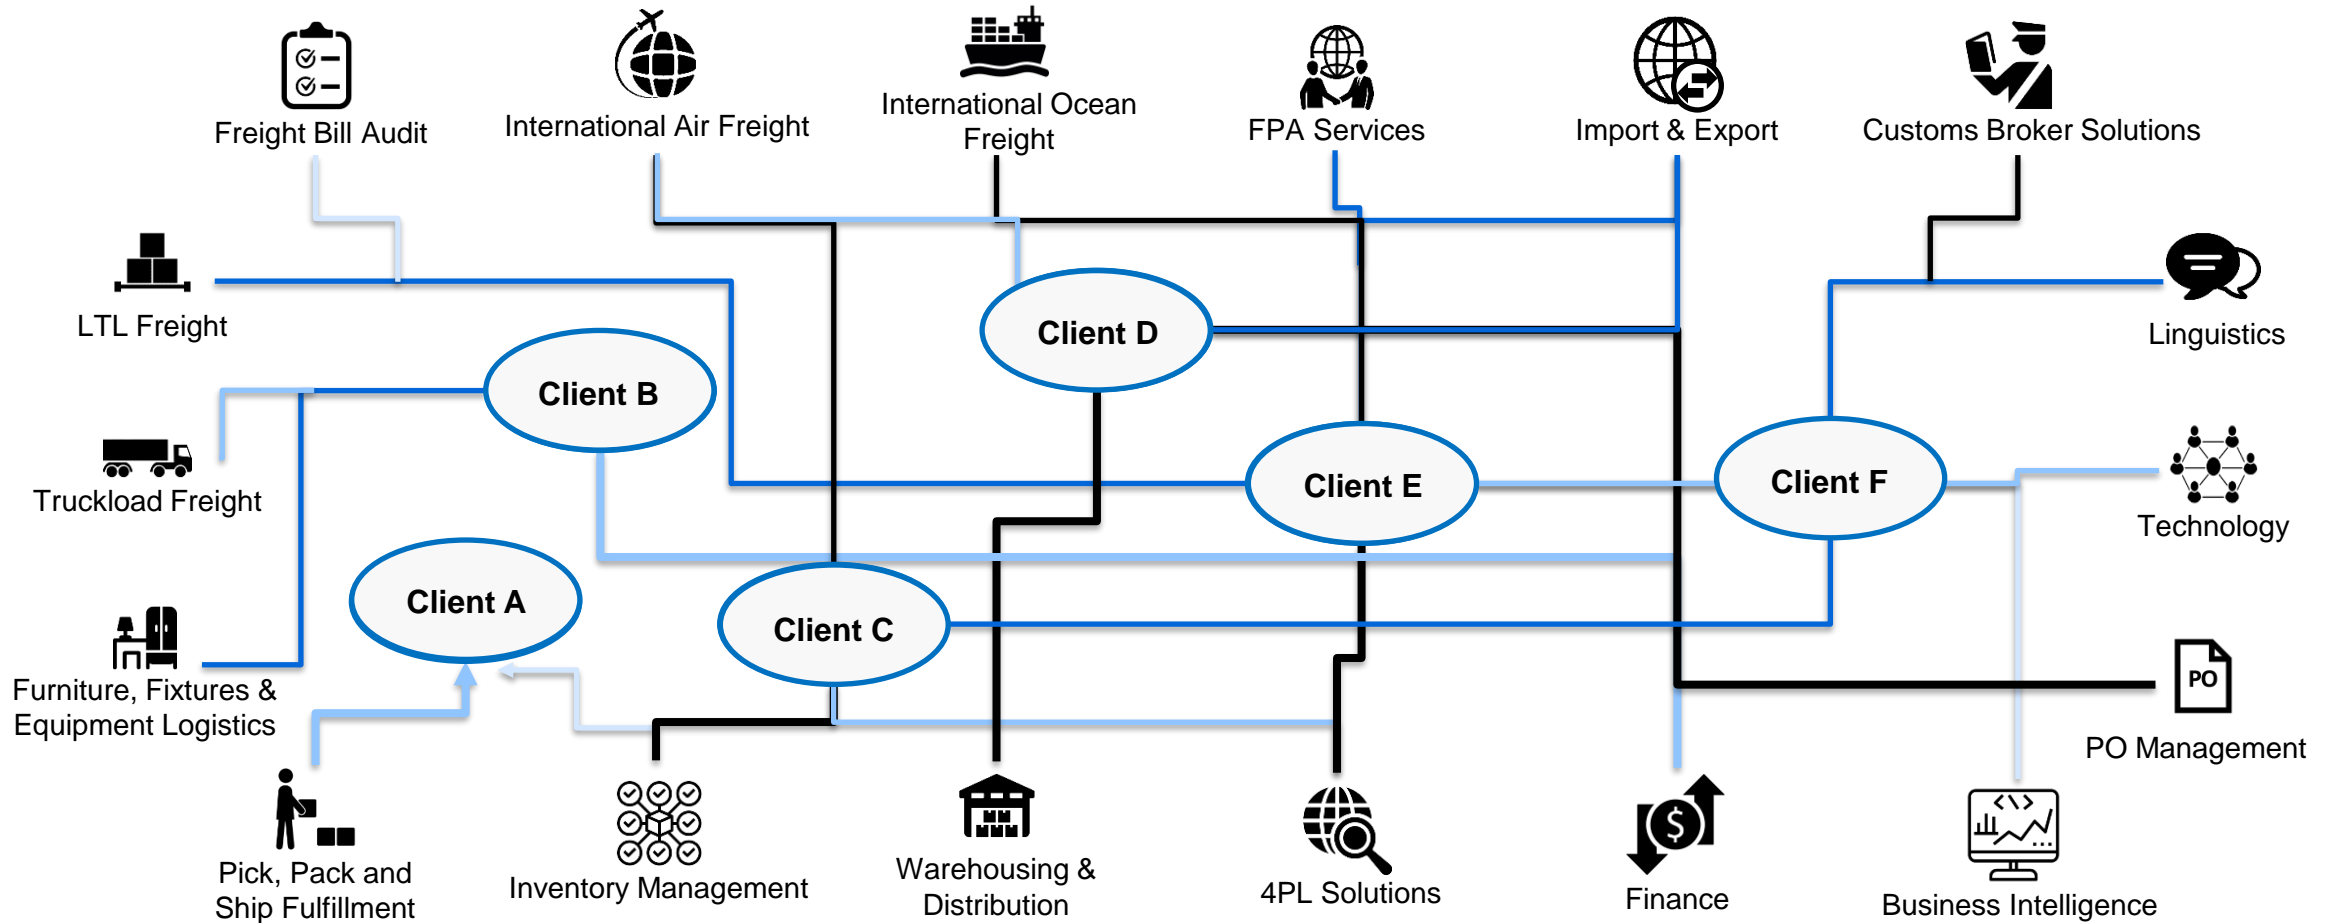 Freight Bill Audit
International Air Freight
International Ocean
Freight
FPA Services
Import & Export
Customs Broker Solutions
LTL Freight
Linguistics
Client D
Client B
Truckload Freight
Client E
Client F
Technology
Client A
Client C
Furniture, Fixtures &
Equipment Logistics
PO
PO Management
Pick, Pack and
Ship Fulfillment
Inventory Management
Warehousing &
Distribution
4PL Solutions
$
Finance
<\>
Business Intelligence